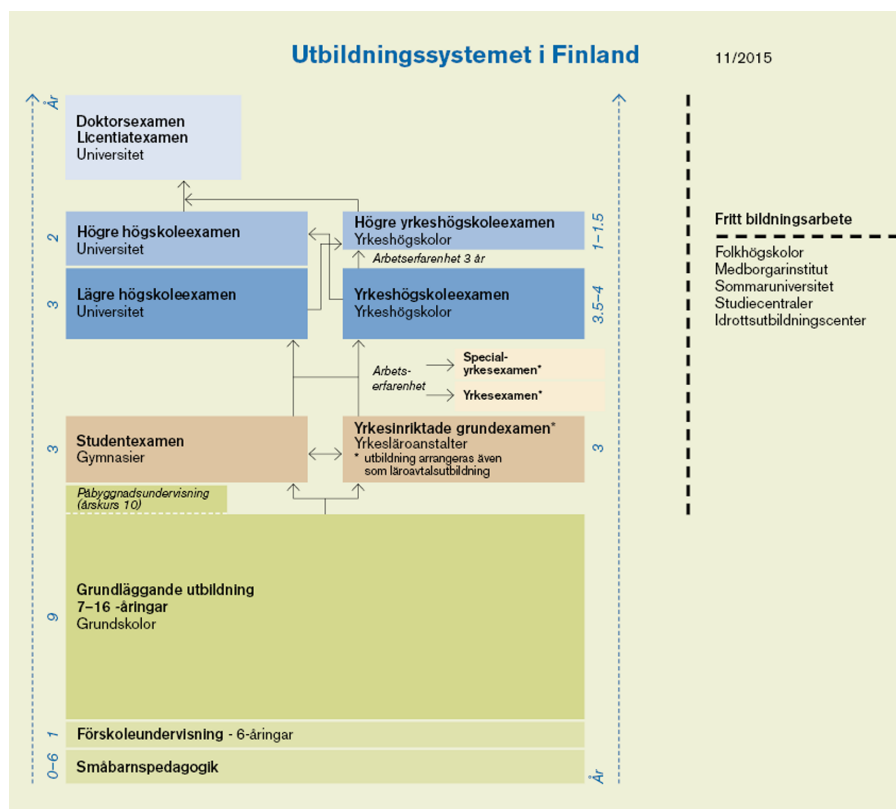 Utbildningssystemet i Finland
11/2015
År
Doktorsexamen
Licentiatexamen
Universitet
2
Högre högskoleexamen
Universitet
Högre yrkeshögskoleexamen
Yrkeshögskolor
1–1.5
Arbetserfarenhet 3 år
3
Lägre högskoleexamen
Universitet
Yrkeshögskoleexamen
Yrkeshögskolor
3.5–4
Arbets-
erfarenhet
Special-
yrkesexamen*
Yrkesexamen*
3
Studentexamen
Gymnasier
Yrkesinriktade grundexamen*
Yrkesläroanstalter
* utbildning arrangeras även
som läroavtalsutbildning
3
Påbyggnadsundervisning
(årskurs 10)
9
Grundläggande utbildning
7–16 -åringar
Grundskolor
1
Förskoleundervisning - 6-åringar
0–6
Småbarnspedagogik
År
Fritt bildningsarbete
Folkhögskolor
Medborgarinstitut
Sommaruniversitet
Studiecentraler
Idrottsutbildningscenter